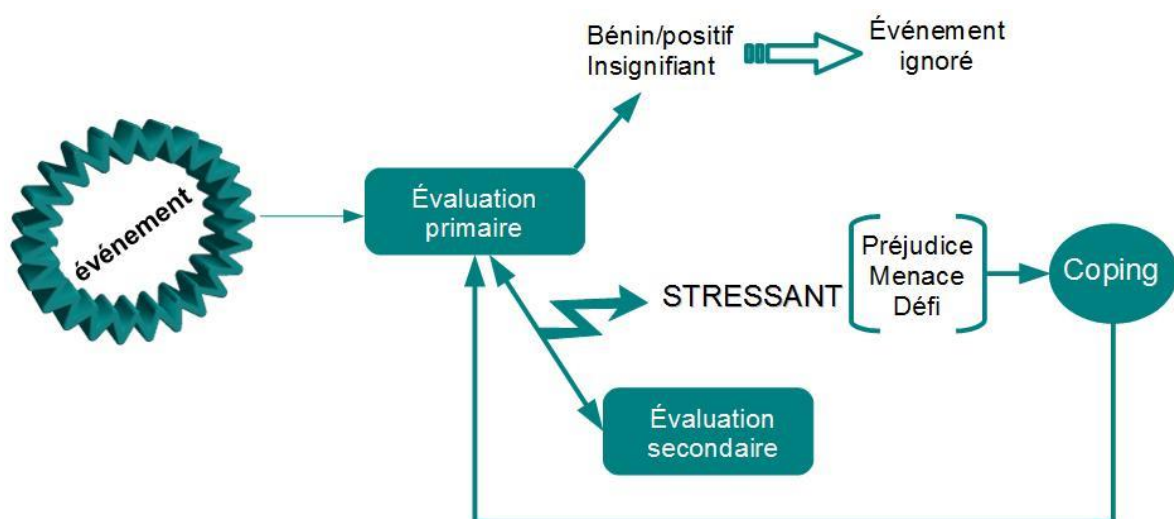 Bénin/positif
Insignifiant
Événement
ignoré
événement
Évaluation
primaire
STRESSANT
Préjudice
Menace
Défi
Coping
Évaluation
secondaire